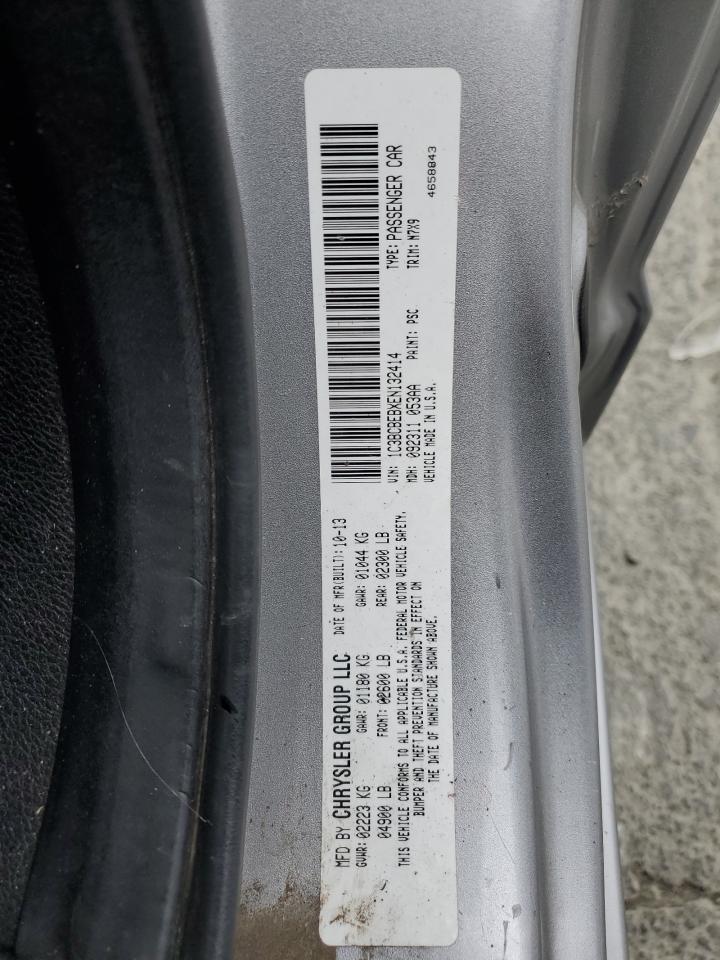 MFD BY CHRYSLER GROUP LLC DATE OF MFR(BUILT): 10-13
GVWR: 02223 KG GAWR: 01180 KG GAWR: 01044 KG
04900 LB FRONT: 02600 LB REAR: 02300 LB
THIS VEHICLE CONFORMS TO ALL APPLICABLE U.S.A. FEDERAL MOTOR VEHICLE SAFETY,
BUMPER AND THEFT PREVENTION STANDARDS IN EFFECT ON
THE DATE OF MANUFACTURE SHOWN ABOVE.
VIN: 1C3BCBEBXEN132414 TYPE: PASSENGER CAR
MDH: 092311 053AA PAINT: PSC TRIM: M7X9
VEHICLE MADE IN U.S.A. 4658043